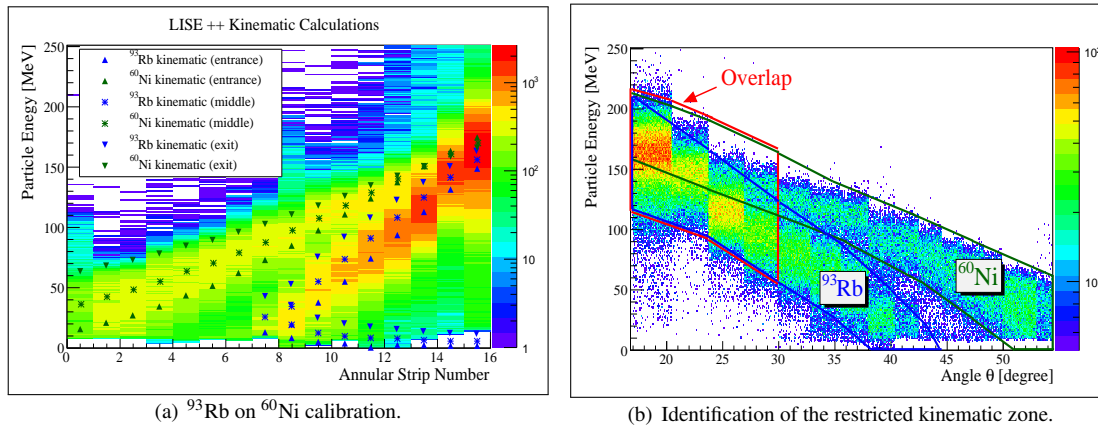 LISE ++ Kinematic Calculations
Particle Enegy [MeV]
250
200
150
100
50
0
⁹³Rb kinematic (entrance)
⁶⁰Ni kinematic (entrance)
⁹³Rb kinematic (middle)
⁶⁰Ni kinematic (middle)
⁹³Rb kinematic (exit)
⁶⁰Ni kinematic (exit)
0 2 4 6 8 10 12 14 16
Annular Strip Number
10³
10²
10
1
(a) ⁹³Rb on ⁶⁰Ni calibration.
Particle Energy [MeV]
250
200
150
100
50
0
Overlap
⁹³Rb
⁶⁰Ni
20 30 40 50
Angle θ [degree]
(b) Identification of the restricted kinematic zone.